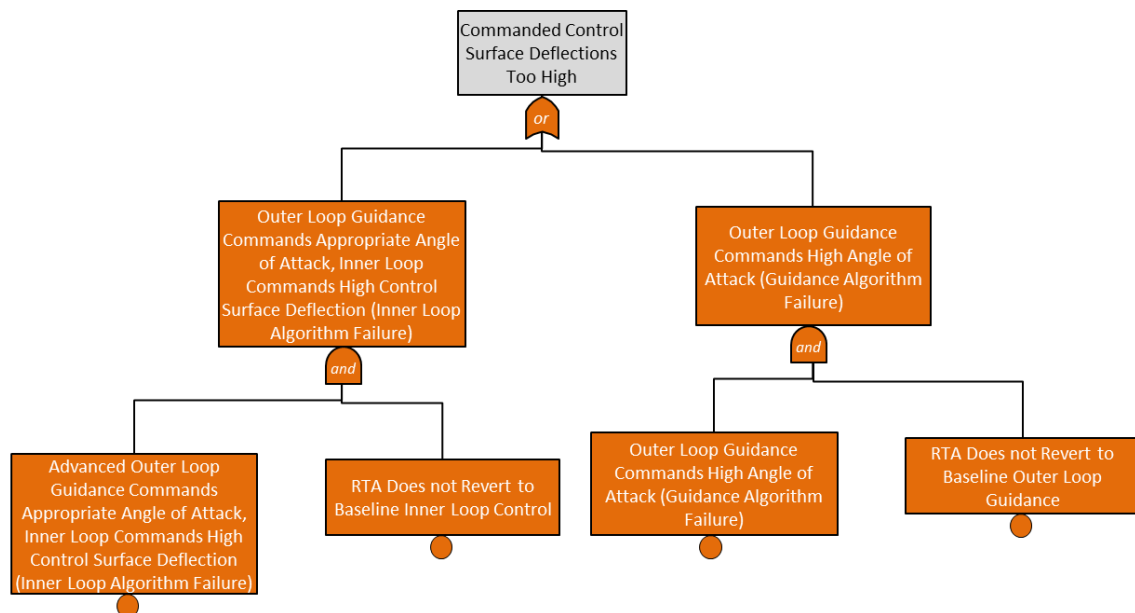 Commanded Control
Surface Deflections
Too High
or
Outer Loop Guidance
Commands Appropriate Angle
of Attack, Inner Loop
Commands High Control
Surface Deflection (Inner Loop
Algorithm Failure)
Outer Loop Guidance
Commands High Angle of
Attack (Guidance Algorithm
Failure)
and
and
Advanced Outer Loop
Guidance Commands
Appropriate Angle of Attack,
Inner Loop Commands High
Control Surface Deflection
(Inner Loop Algorithm Failure)
RTA Does not Revert to
Baseline Inner Loop Control
Outer Loop Guidance
Commands High Angle of
Attack (Guidance Algorithm
Failure)
RTA Does not Revert to
Baseline Outer Loop
Guidance